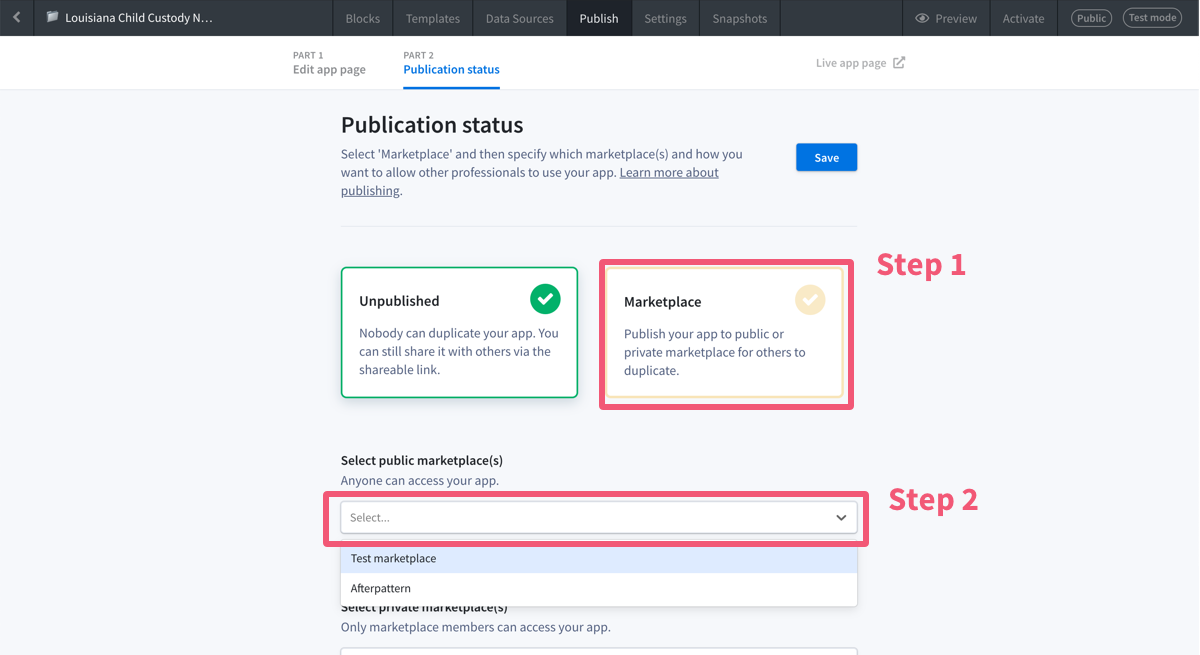 Louisiana Child Custody N...
Blocks
Templates
Data Sources
Publish
Settings
Snapshots
Preview
Activate
Public
Test mode
PART 1
Edit app page
PART 2
Publication status
Live app page
Publication status
Select 'Marketplace' and then specify which marketplace(s) and how you
want to allow other professionals to use your app. Learn more about
publishing.
Save
Step 1
Unpublished
Nobody can duplicate your app. You
can still share it with others via the
shareable link.
Marketplace
Publish your app to public or
private marketplace for others to
duplicate.
Select public marketplace(s)
Anyone can access your app.
Step 2
Select...
Test marketplace
Afterpattern
Select private marketplace(s)
Only marketplace members can access your app.